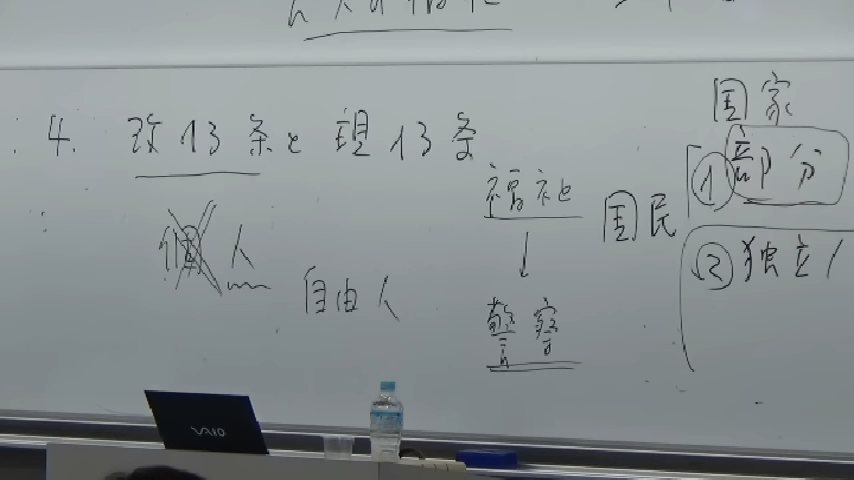 4. 改13条と現13条
個人
自由人
福祉
↓
警察
国民
国家
① 部分
② 独立
VAIO